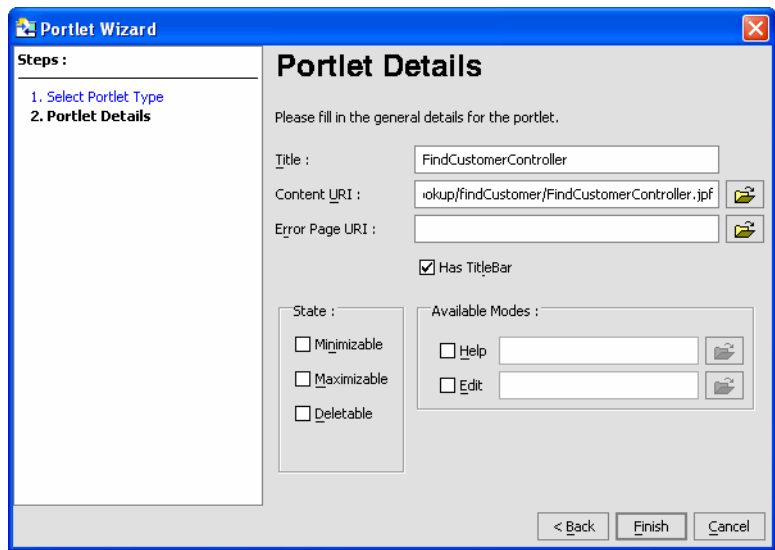 Portlet Wizard
Steps :
1. Select Portlet Type
2. Portlet Details
Portlet Details
Please fill in the general details for the portlet.
Title : FindCustomerController
Content URI : okup/findCustomer/FindCustomerController.jpf
Error Page URI :
Has TitleBar
State :
Minimizable
Maximizable
Deletable
Available Modes :
Help
Edit
< Back Finish Cancel